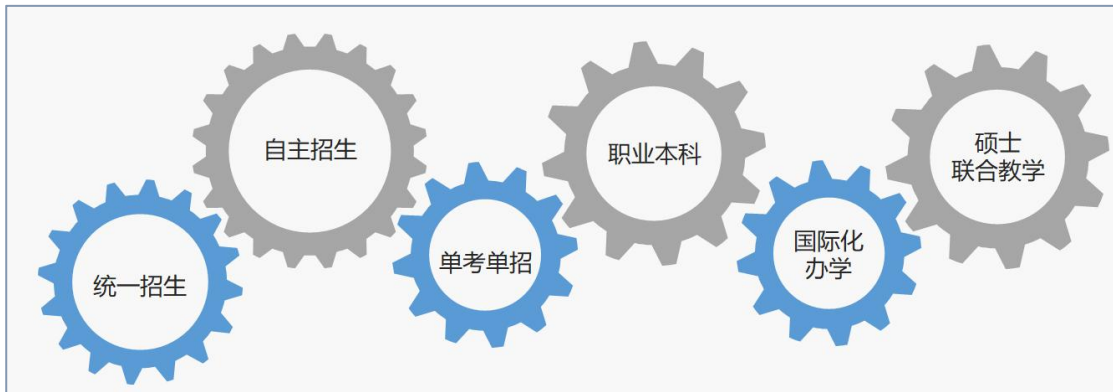 统一招生
自主招生
单考单招
职业本科
国际化
办学
硕士
联合教学